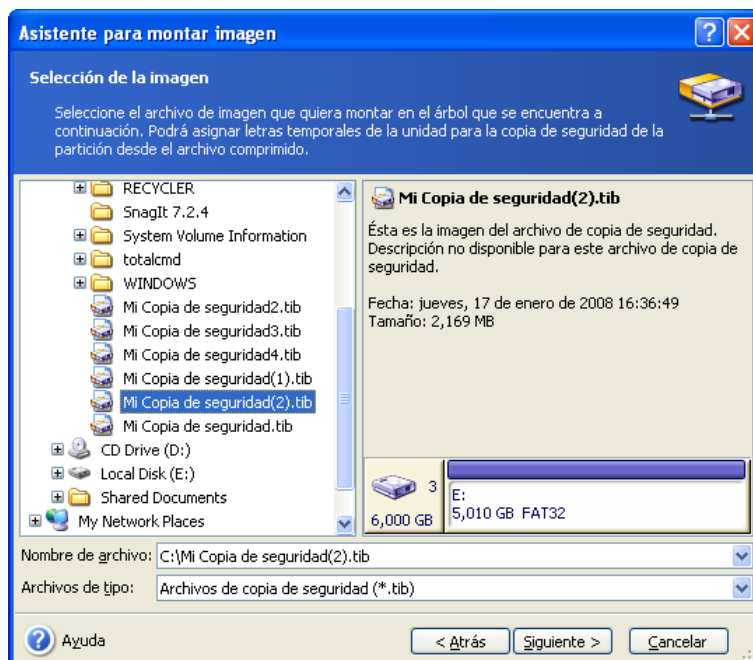 Asistente para montar imagen
Selección de la imagen
Seleccione el archivo de imagen que quiera montar en el árbol que se encuentra a
continuación. Podrá asignar letras temporales de la unidad para la copia de seguridad de la
partición desde el archivo comprimido.
RECYCLER
SnagIt 7.2.4
System Volume Information
totalcmd
WINDOWS
Mi Copia de seguridad2.tib
Mi Copia de seguridad3.tib
Mi Copia de seguridad4.tib
Mi Copia de seguridad(1).tib
Mi Copia de seguridad(2).tib
Mi Copia de seguridad.tib
CD Drive (D:)
Local Disk (E:)
Shared Documents
My Network Places
Mi Copia de seguridad(2).tib
Ésta es la imagen del archivo de copia de seguridad.
Descripción no disponible para este archivo de copia de
seguridad.
Fecha: jueves, 17 de enero de 2008 16:36:49
Tamaño: 2,169 MB
3
6,000 GB
E:
5,010 GB FAT32
Nombre de archivo: C:\Mi Copia de seguridad(2).tib
Archivos de tipo: Archivos de copia de seguridad (*.tib)
Ayuda
< Atrás
Siguiente >
Cancelar